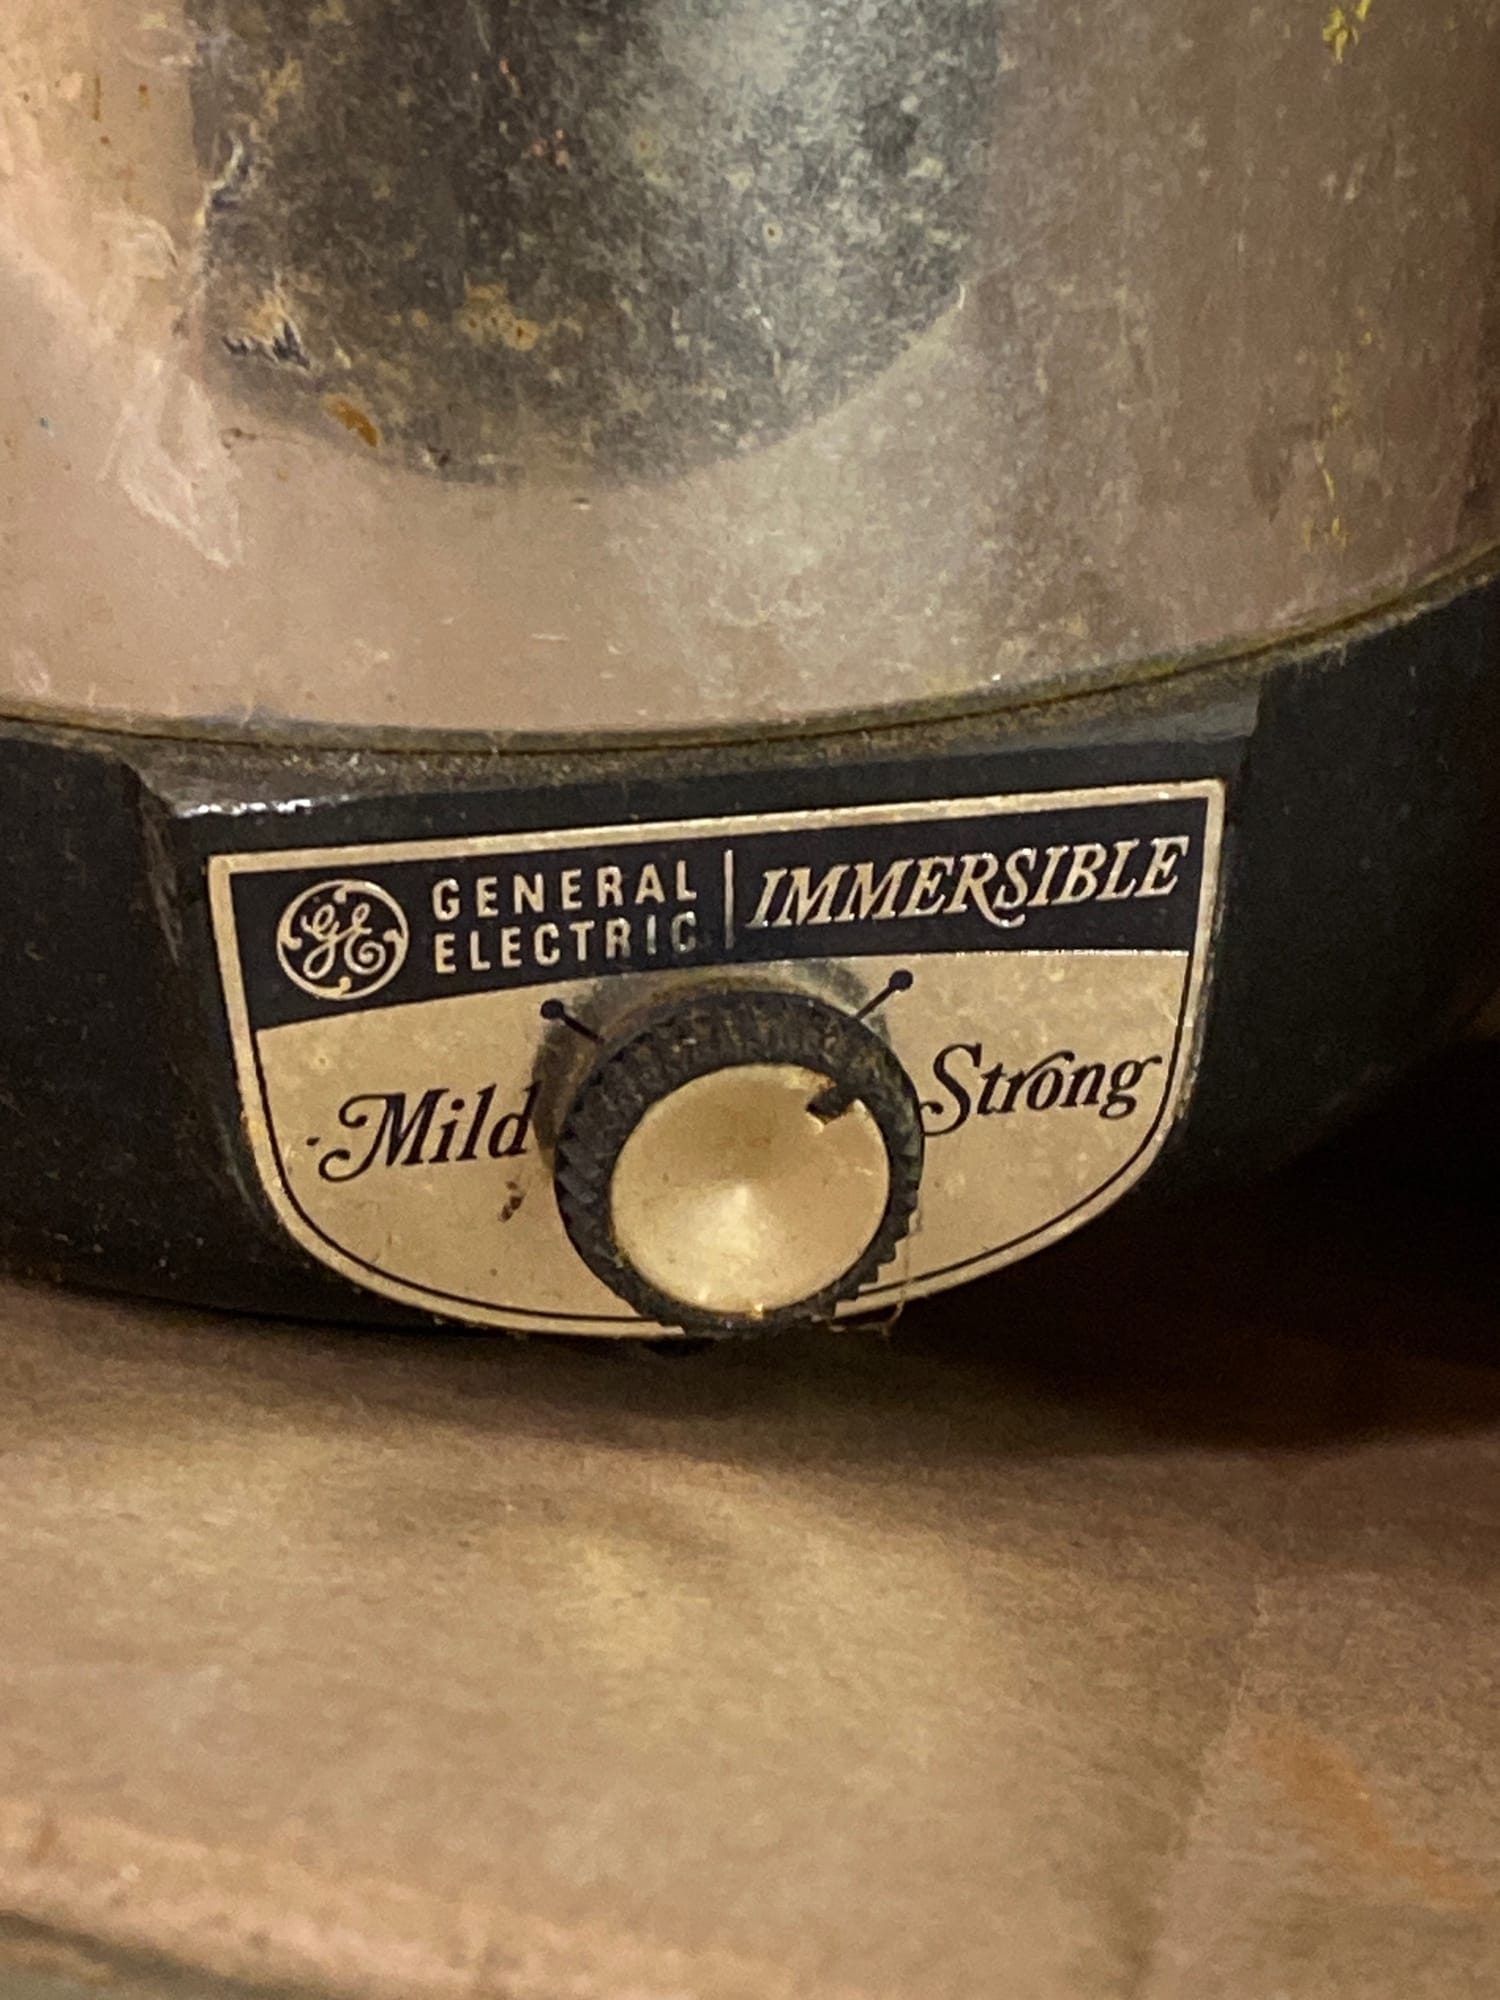 GE GENERAL ELECTRIC | IMMERSIBLE
Mild Strong